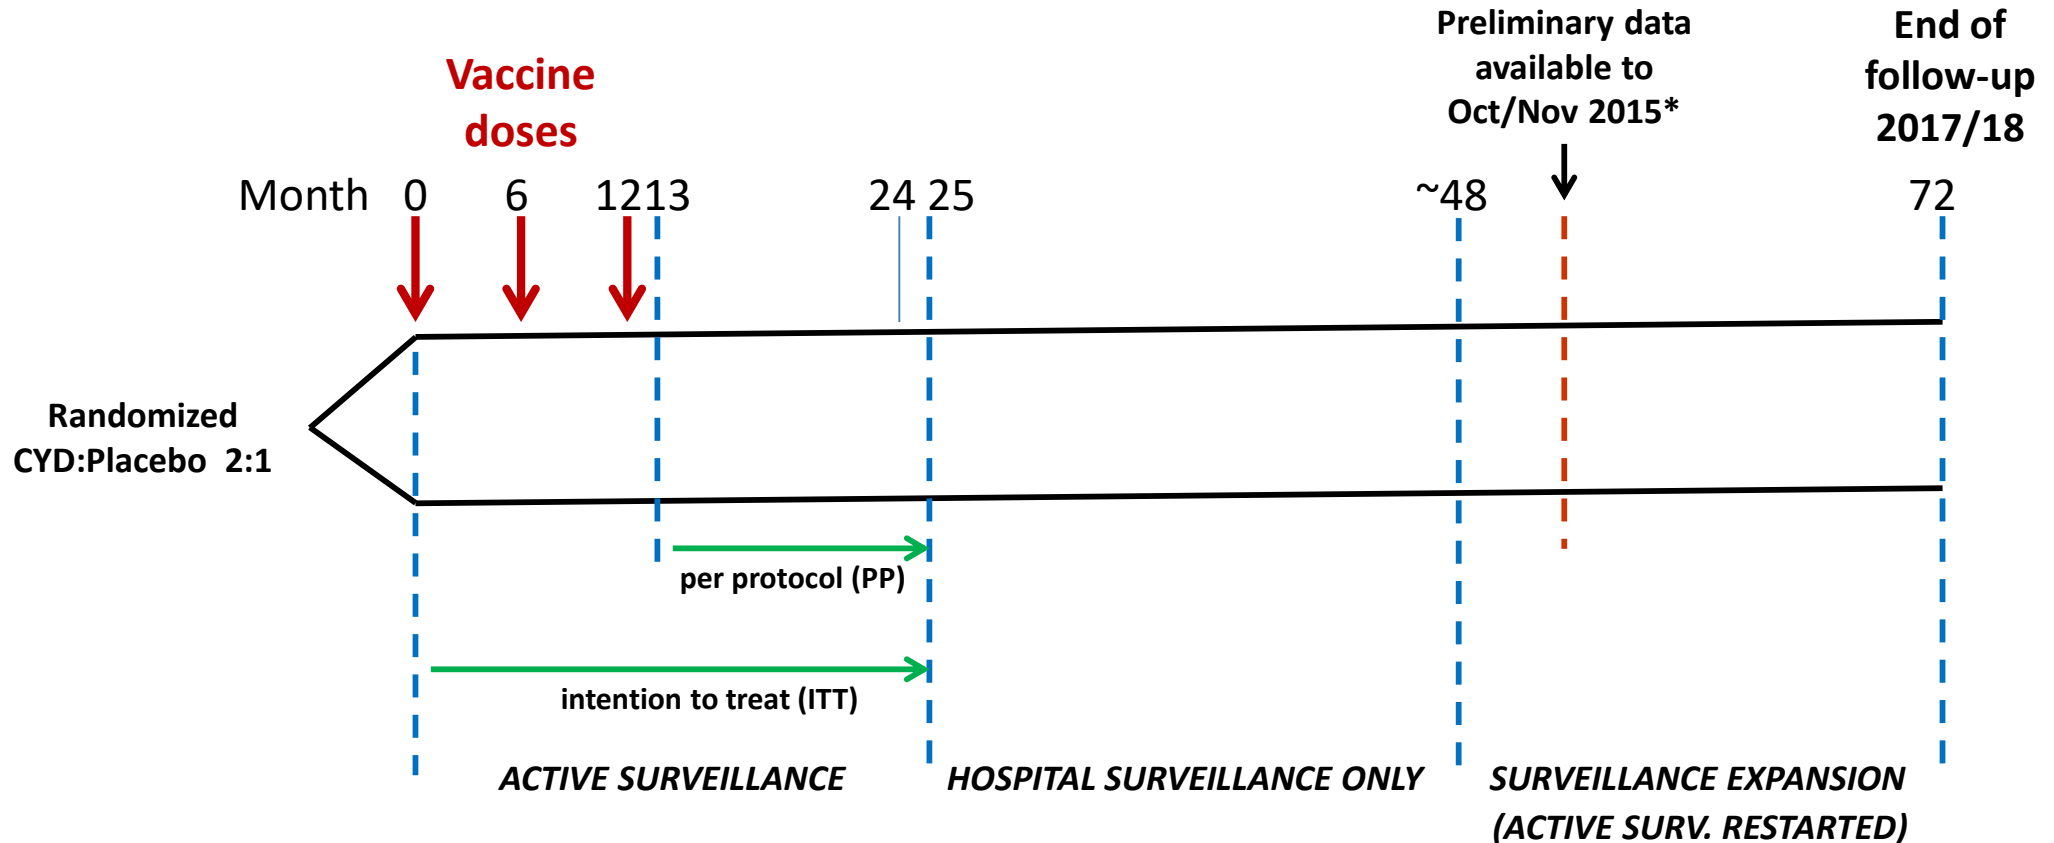 Preliminary data
available to
Oct/Nov 2015*
End of
follow-up
2017/18
Vaccine
doses
Month 0 6 12 13 24 25 ~48 72
Randomized
CYD:Placebo 2:1
per protocol (PP)
intention to treat (ITT)
ACTIVE SURVEILLANCE
HOSPITAL SURVEILLANCE ONLY
SURVEILLANCE EXPANSION
(ACTIVE SURV. RESTARTED)